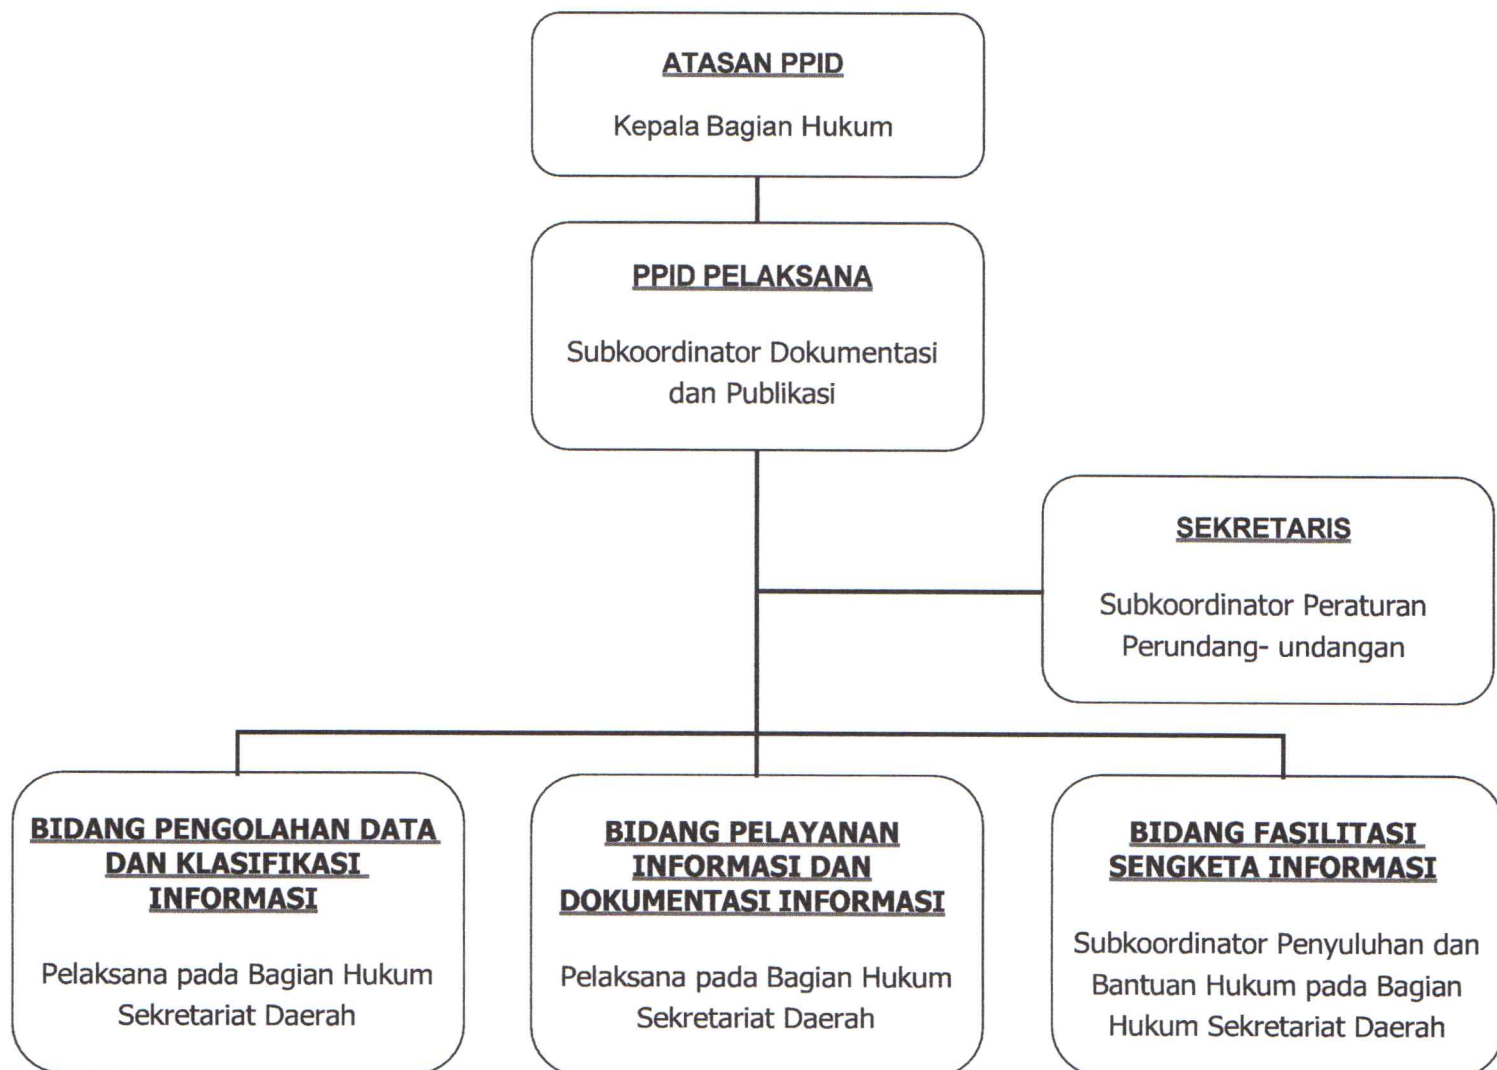 ATASAN PPID
Kepala Bagian Hukum
PPID PELAKSANA
Subkoordinator Dokumentasi
dan Publikasi
SEKRETARIS
Subkoordinator Peraturan
Perundang- undangan
BIDANG PENGOLAHAN DATA
DAN KLASIFIKASI
INFORMASI
Pelaksana pada Bagian Hukum
Sekretariat Daerah
BIDANG PELAYANAN
INFORMASI DAN
DOKUMENTASI INFORMASI
Pelaksana pada Bagian Hukum
Sekretariat Daerah
BIDANG FASILITASI
SENGKETA INFORMASI
Subkoordinator Penyuluhan dan
Bantuan Hukum pada Bagian
Hukum Sekretariat Daerah